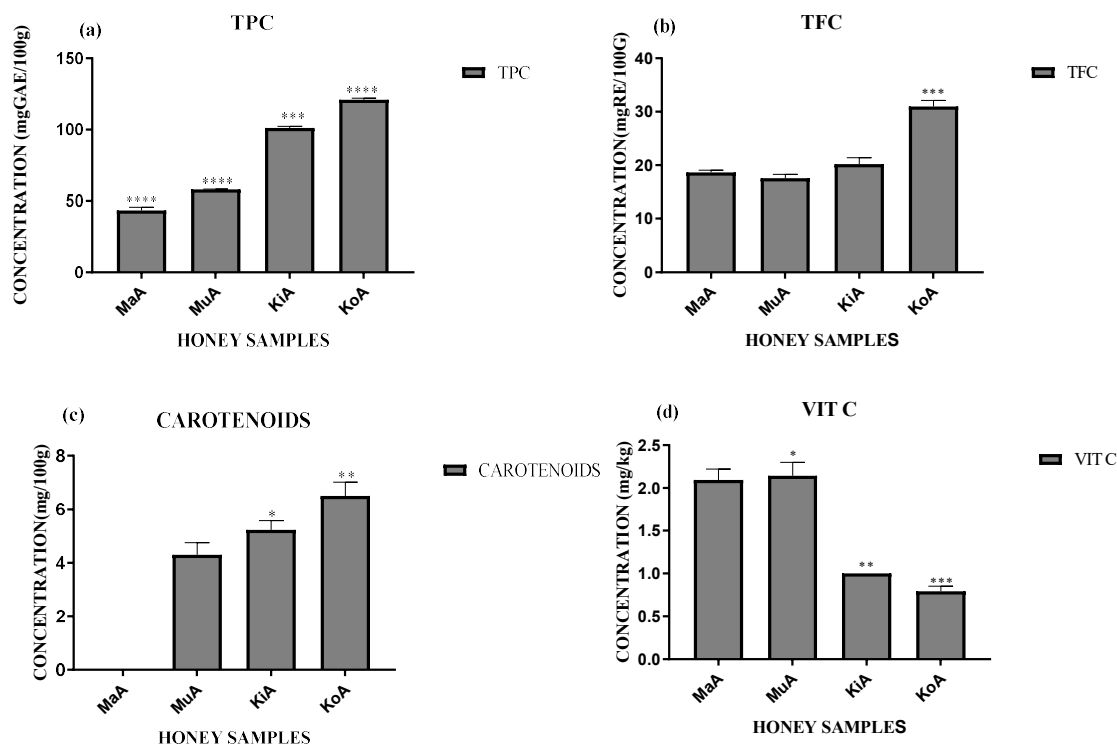 (a)
TPC
CONCENTRATION (mgGAE/100g)
150
100
50
0
****
****
***
****
MaA
MuA
KiA
KoA
HONEY SAMPLES
TPC
(b)
TFC
CONCENTRATION(mgRE/100G)
40
30
20
10
0
***
MaA
MuA
KiA
KoA
HONEY SAMPLES
TFC
(c)
CAROTENOIDS
CONCENTRATION(mg/100g)
8
6
4
2
0
*
**
MaA
MuA
KiA
KoA
HONEY SAMPLES
CAROTENOIDS
(d)
VIT C
CONCENTRATION (mg/kg)
2.5
2.0
1.5
1.0
0.5
0.0
*
**
***
MaA
MuA
KiA
KoA
HONEY SAMPLES
VIT C